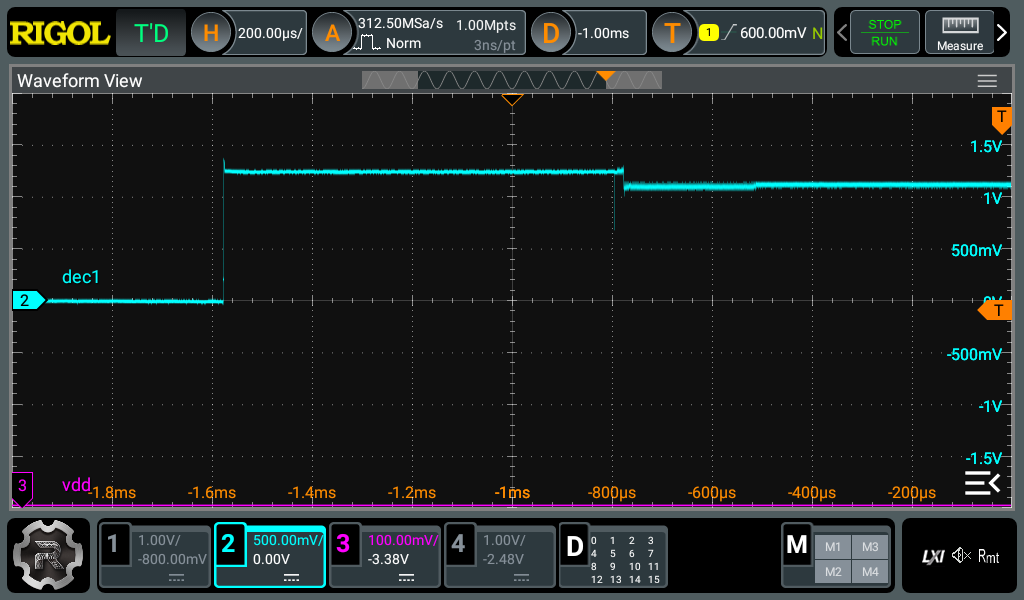 RIGOL T'D H 200.00µs/ A 312.50MSa/s 1.00Mpts D -1.00ms T 1 600.00mV N STOP
Norm 3ns/pt RUN Measure
Waveform View
T
1.5V
1V
500mV
dec1
2 0V
T
-500mV
-1V
-1.5V
3 vdd -1.8ms -1.6ms -1.4ms -1.2ms -1ms -800µs -600µs -400µs -200µs
1 1.00V/ 2 500.00mV/ 3 100.00mV/ 4 1.00V/ D 0 1 2 3 M M1 M3
-800.00mV 0.00V -3.38V -2.48V 4 5 6 7
8 9 10 11 M2 M4
12 13 14 15
R LXI Rmt